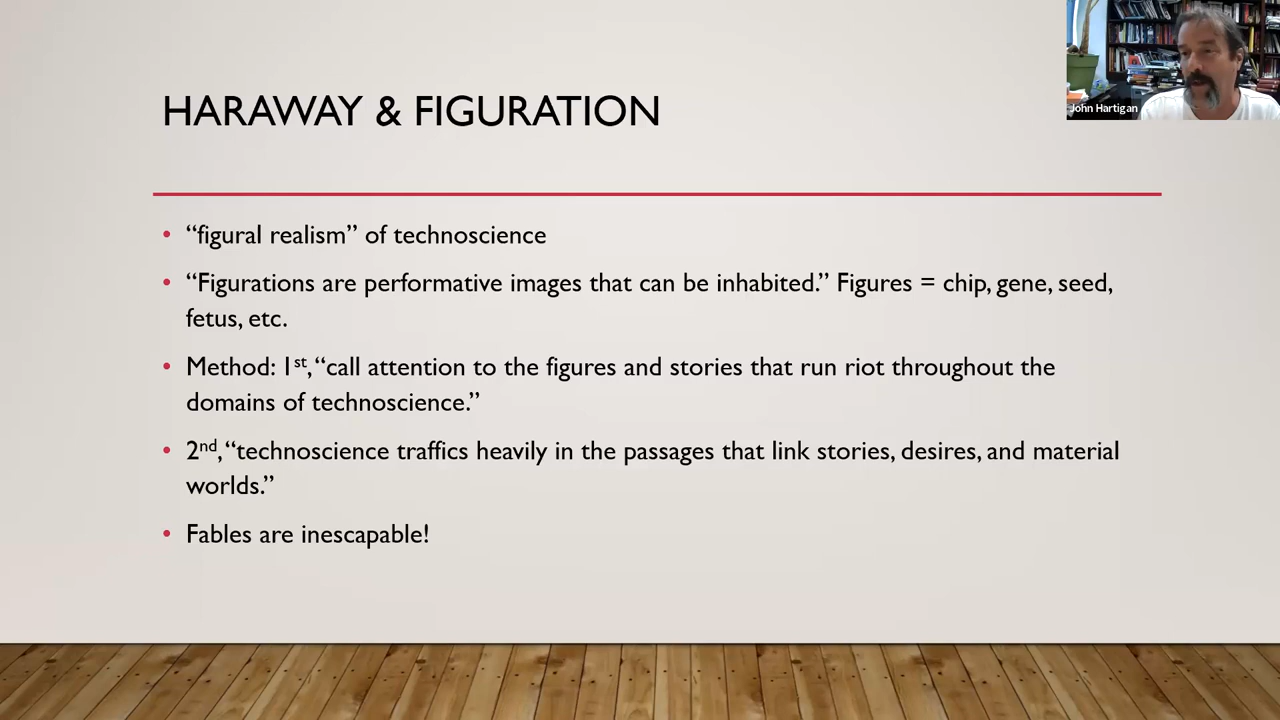 HARAWAY & FIGURATION
John Hartigan
• “figural realism” of technoscience
• “Figurations are performative images that can be inhabited.” Figures = chip, gene, seed,
fetus, etc.
• Method: 1st, “call attention to the figures and stories that run riot throughout the
domains of technoscience.”
• 2nd, “technoscience traffics heavily in the passages that link stories, desires, and material
worlds.”
• Fables are inescapable!